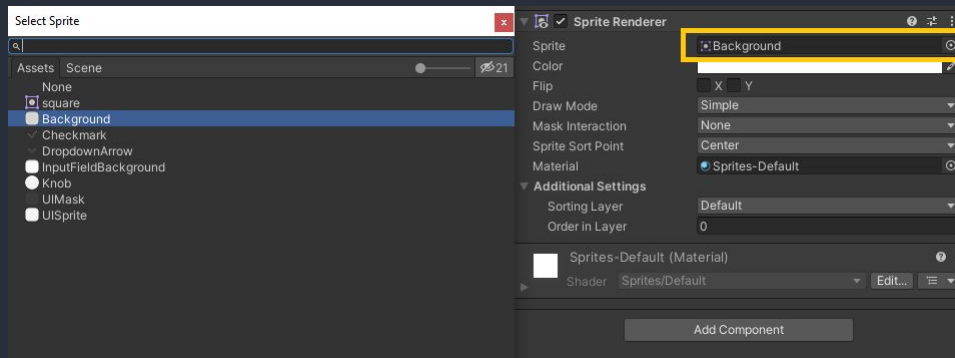 Select Sprite
x
Assets Scene
21
None
square
Background
Checkmark
DropdownArrow
InputFieldBackground
Knob
UIMask
UISprite
Sprite Renderer
Sprite
Background
Color
Flip
X Y
Draw Mode
Simple
Mask Interaction
None
Sprite Sort Point
Center
Material
Sprites-Default
Additional Settings
Sorting Layer
Default
Order in Layer
0
Sprites-Default (Material)
Shader
Sprites/Default
Edit...
Add Component